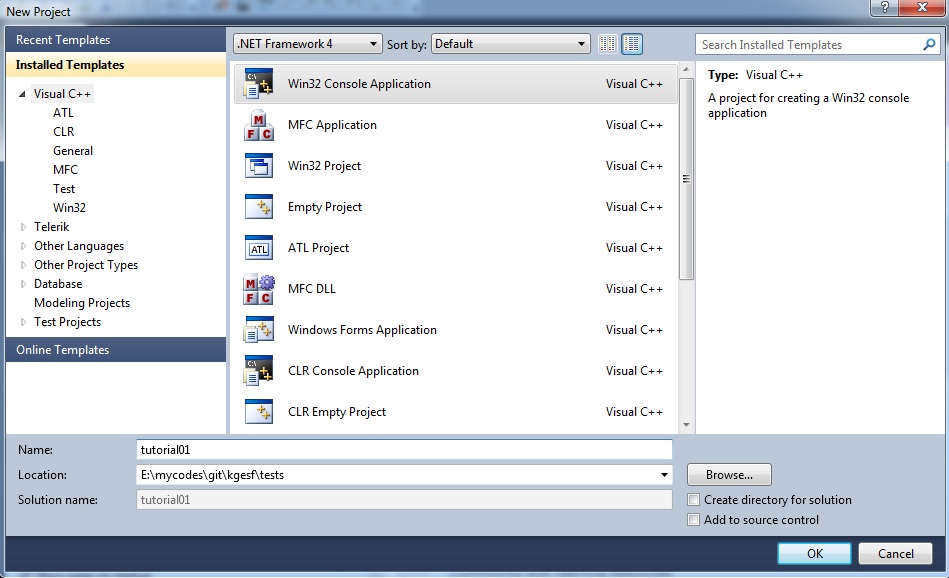 New Project
Recent Templates
Installed Templates
Visual C++
ATL
CLR
General
MFC
Test
Win32
Telerik
Other Languages
Other Project Types
Database
Modeling Projects
Test Projects
Online Templates
.NET Framework 4 Sort by: Default
Win32 Console Application Visual C++
MFC Application Visual C++
Win32 Project Visual C++
Empty Project Visual C++
ATL Project Visual C++
MFC DLL Visual C++
Windows Forms Application Visual C++
CLR Console Application Visual C++
CLR Empty Project Visual C++
Search Installed Templates
Type: Visual C++
A project for creating a Win32 console
application
Name: tutorial01
Location: E:\mycodes\git\kgesf\tests Browse...
Solution name: tutorial01
Create directory for solution
Add to source control
OK Cancel